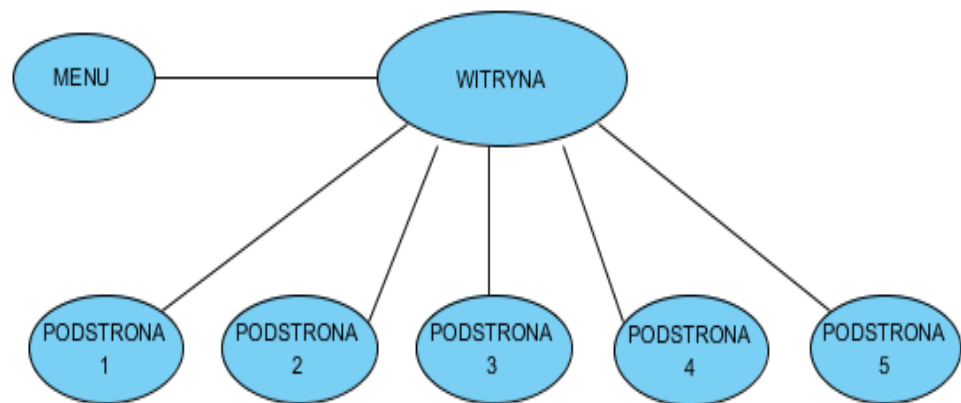 MENU
WITRYNA
PODSTRONA
1
PODSTRONA
2
PODSTRONA
3
PODSTRONA
4
PODSTRONA
5